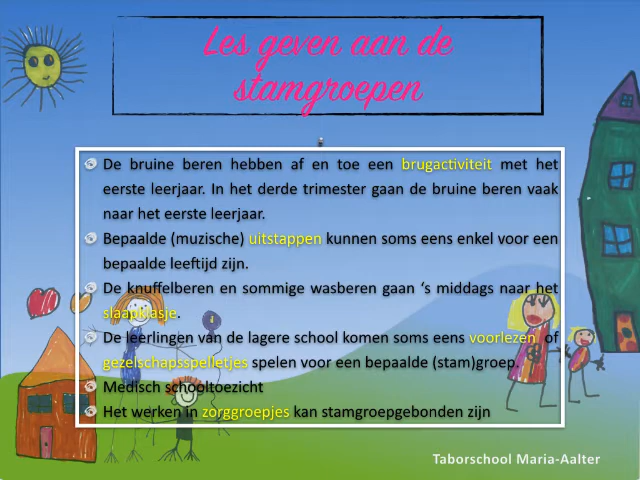 Les geven aan de
stamgroepen
De bruine beren hebben af en toe een brugactiviteit met het
eerste leerjaar. In het derde trimester gaan de bruine beren vaak
naar het eerste leerjaar.
Bepaalde (muzische) uitstappen kunnen soms eens enkel voor een
bepaalde leeftijd zijn.
De knuffelberen en sommige wasberen gaan ‘s middags naar het
slaapklasje.
De leerlingen van de lagere school komen soms eens voorlezen of
gezelschapsspelletjes spelen voor een bepaalde (stam)groep.
Medisch schooltoezicht
Het werken in zorggroepjes kan stamgroepgebonden zijn
Taborschool Maria-Aalter